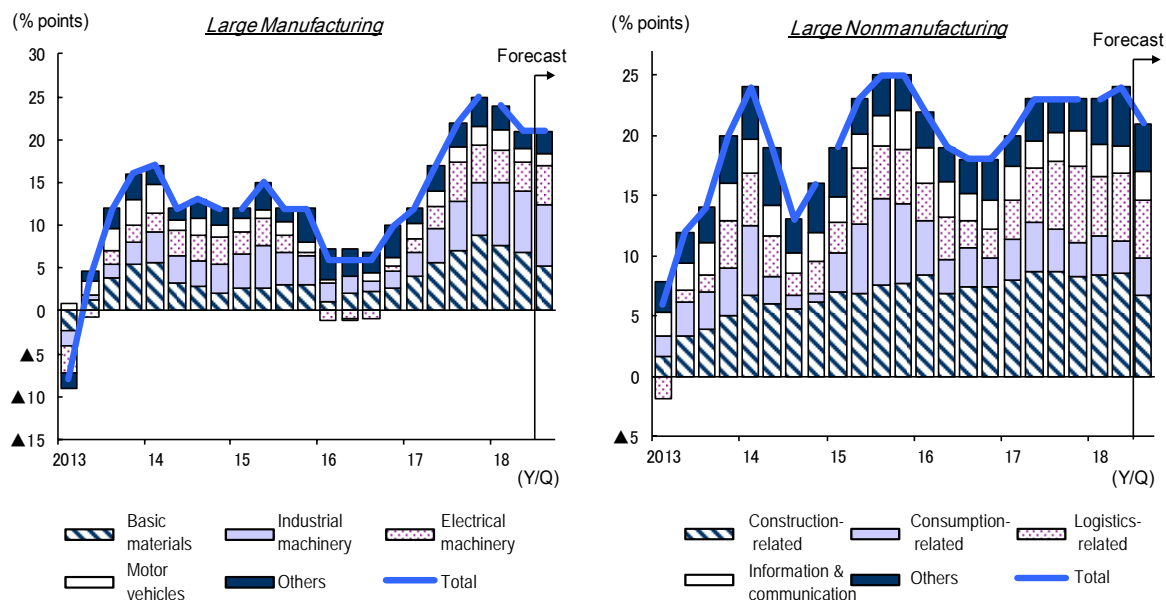 (% points)
Large Manufacturing
Forecast
30
25
20
15
10
5
0
▲5
▲10
▲15
2013
14
15
16
17
18
(Y/Q)
Basic
materials
Industrial
machinery
Electrical
machinery
Motor
vehicles
Others
Total
(% points)
Large Nonmanufacturing
Forecast
25
20
15
10
5
0
▲5
2013
14
15
16
17
18
(Y/Q)
Construction-
related
Consumption-
related
Logistics-
related
Information &
communication
Others
Total